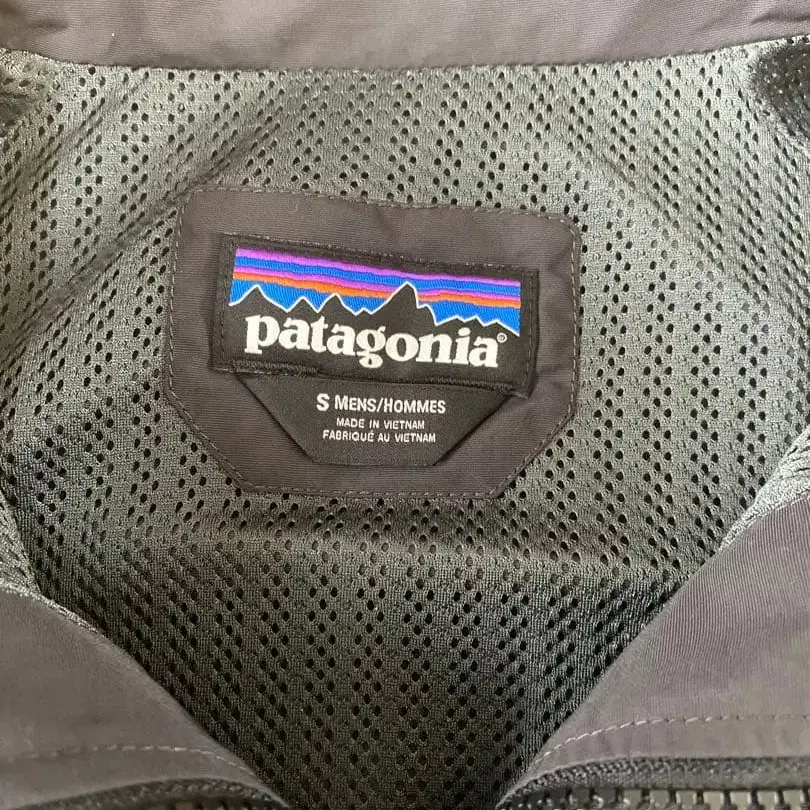 patagonia®
S MENS/HOMMES
MADE IN VIETNAM
FABRIQUÉ AU VIETNAM